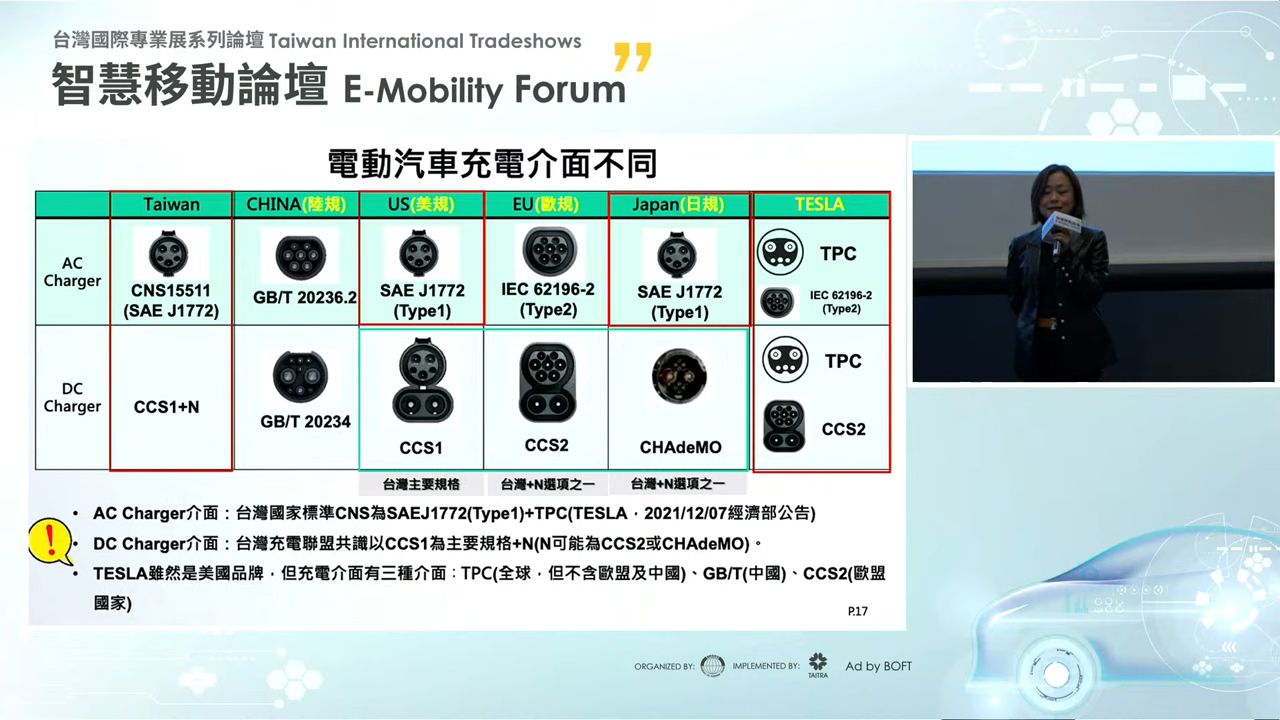 台灣國際專業展系列論壇 Taiwan International Tradeshows
智慧移動論壇 E-Mobility Forum
電動汽車充電介面不同
Taiwan CHINA(陸規) US(美規) EU(歐規) Japan(日規) TESLA
AC Charger
CNS15511 (SAE J1772)
GB/T 20236.2
SAE J1772 (Type1)
IEC 62196-2 (Type2)
SAE J1772 (Type1)
TPC
IEC 62196-2 (Type2)
DC Charger
CCS1+N
GB/T 20234
CCS1
CCS2
CHAdeMO
TPC
CCS2
台灣主要規格 台灣+N選項之一 台灣+N選項之一
• AC Charger介面：台灣國家標準CNS為SAEJ1772(Type1)+TPC(TESLA，2021/12/07經濟部公告)
• DC Charger介面：台灣充電聯盟共識以CCS1為主要規格+N(N可能為CCS2或CHAdeMO)。
• TESLA雖然是美國品牌，但充電介面有三種介面：TPC(全球，但不含歐盟及中國)、GB/T(中國)、CCS2(歐盟
國家)
P.17
ORGANIZED BY: IMPLEMENTED BY: TAITRA Ad by BOFT